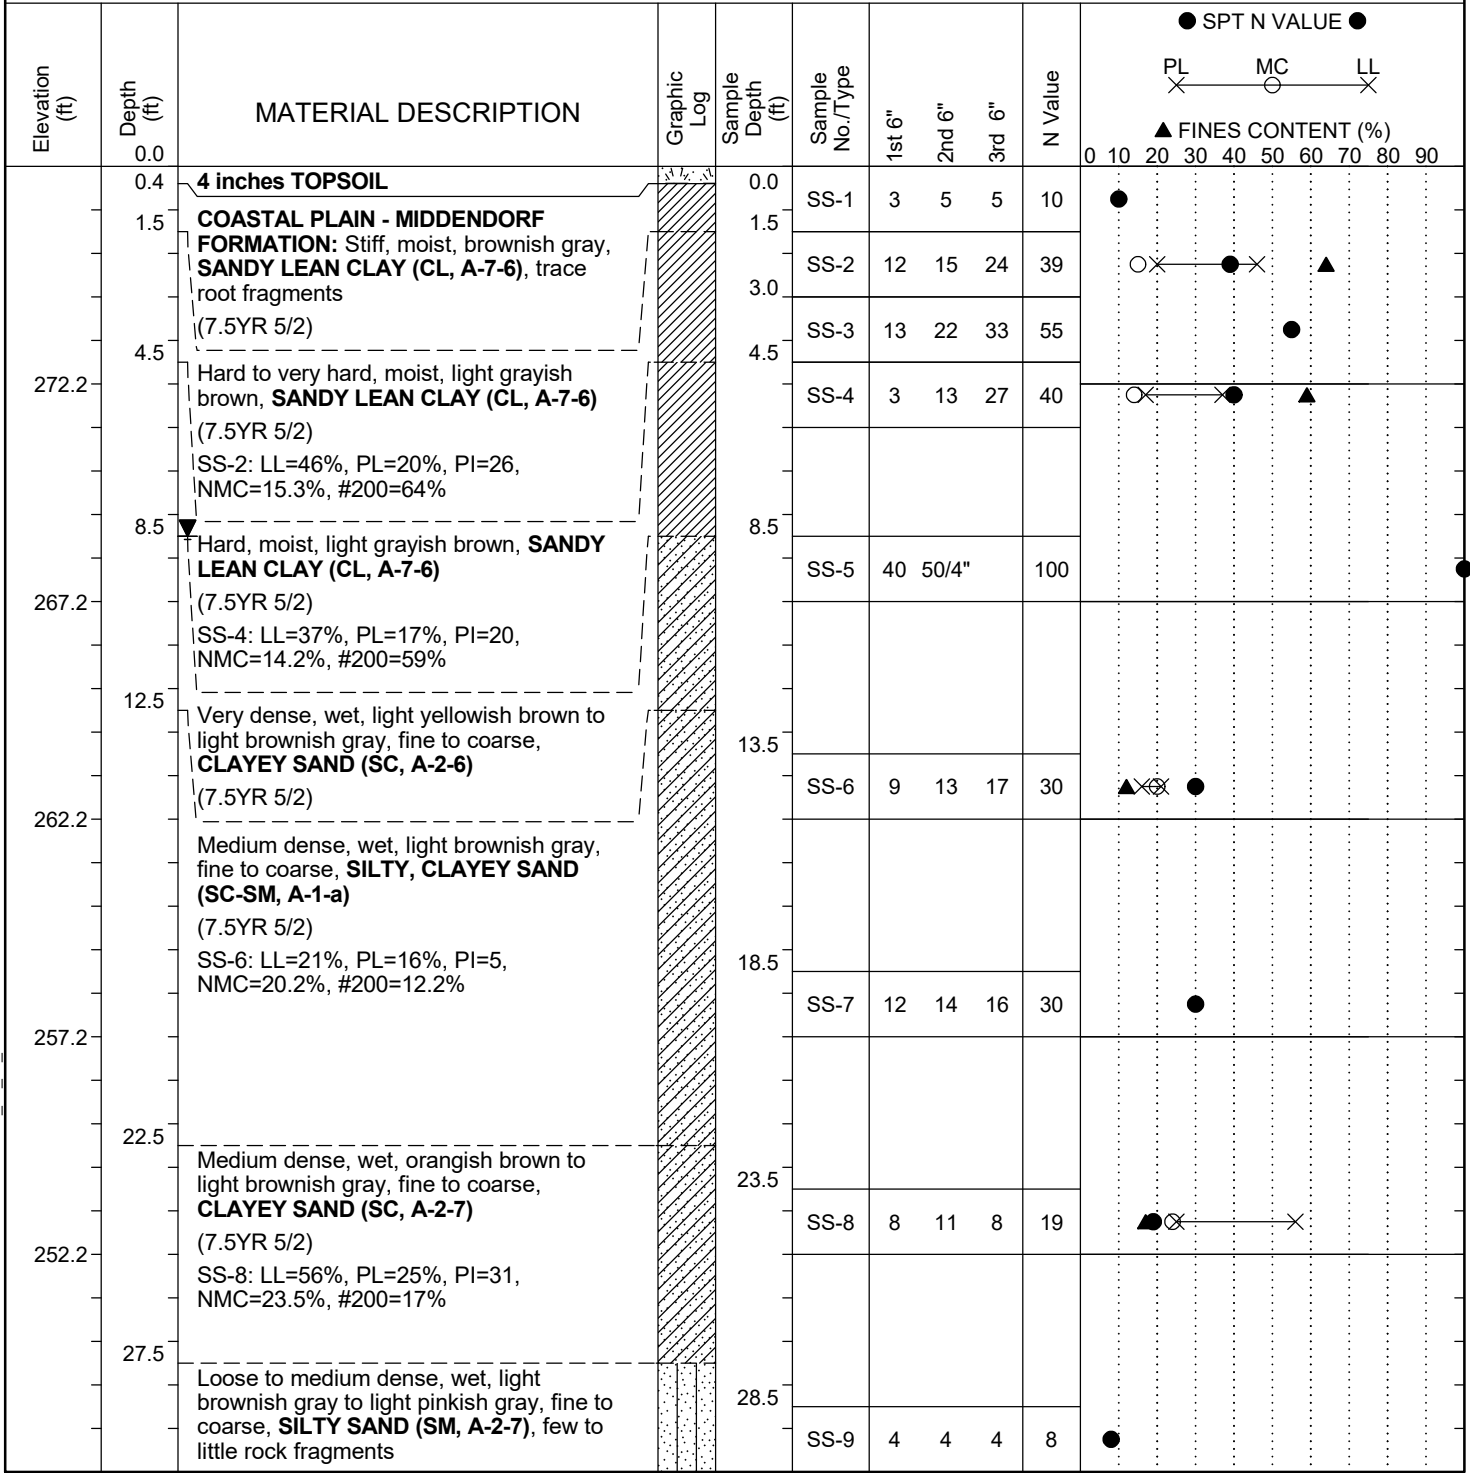 ● SPT N VALUE ●
PL MC LL
▲ FINES CONTENT (%)
0 10 20 30 40 50 60 70 80 90
Elevation (ft)
Depth (ft)
0.0
MATERIAL DESCRIPTION
Graphic Log
Sample Depth (ft)
Sample No./Type
1st 6"
2nd 6"
3rd 6"
N Value
0.4 4 inches TOPSOIL 0.0
SS-1 3 5 5 10
1.5 COASTAL PLAIN - MIDDENDORF 1.5
FORMATION: Stiff, moist, brownish gray,
SANDY LEAN CLAY (CL, A-7-6), trace
root fragments
(7.5YR 5/2)
SS-2 12 15 24 39
3.0
SS-3 13 22 33 55
4.5 4.5
272.2
Hard to very hard, moist, light grayish
brown, SANDY LEAN CLAY (CL, A-7-6)
(7.5YR 5/2)
SS-2: LL=46%, PL=20%, PI=26,
NMC=15.3%, #200=64%
SS-4 3 13 27 40
8.5 8.5
Hard, moist, light grayish brown, SANDY
LEAN CLAY (CL, A-7-6)
(7.5YR 5/2)
SS-4: LL=37%, PL=17%, PI=20,
NMC=14.2%, #200=59%
SS-5 40 50/4" 100
267.2
12.5
Very dense, wet, light yellowish brown to
light brownish gray, fine to coarse,
CLAYEY SAND (SC, A-2-6)
(7.5YR 5/2)
13.5
SS-6 9 13 17 30
262.2
Medium dense, wet, light brownish gray,
fine to coarse, SILTY, CLAYEY SAND
(SC-SM, A-1-a)
(7.5YR 5/2)
SS-6: LL=21%, PL=16%, PI=5,
NMC=20.2%, #200=12.2%
18.5
SS-7 12 14 16 30
257.2
22.5
Medium dense, wet, orangish brown to
light brownish gray, fine to coarse,
CLAYEY SAND (SC, A-2-7)
(7.5YR 5/2)
SS-8: LL=56%, PL=25%, PI=31,
NMC=23.5%, #200=17%
23.5
SS-8 8 11 8 19
252.2
27.5
Loose to medium dense, wet, light
brownish gray to light pinkish gray, fine to
coarse, SILTY SAND (SM, A-2-7), few to
little rock fragments
28.5
SS-9 4 4 4 8